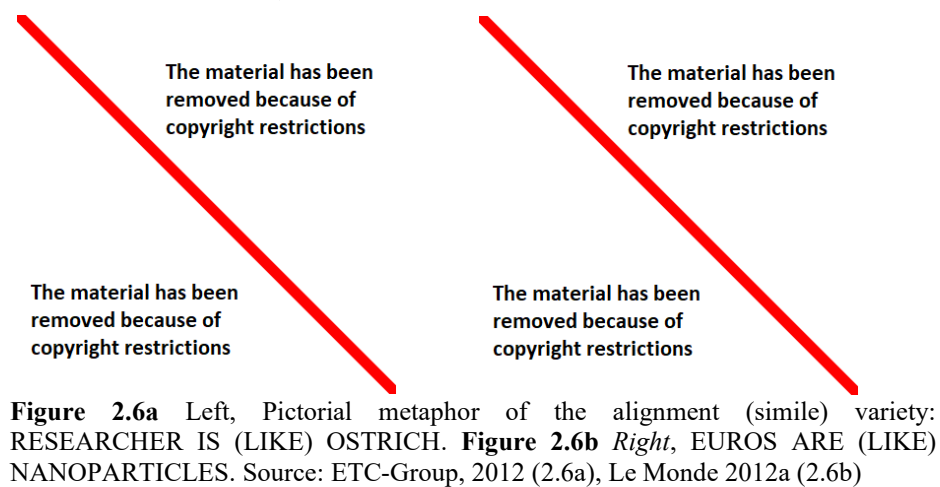 The material has been
removed because of
copyright restrictions
The material has been
removed because of
copyright restrictions
The material has been
removed because of
copyright restrictions
The material has been
removed because of
copyright restrictions
Figure 2.6a Left, Pictorial metaphor of the alignment (simile) variety:
RESEARCHER IS (LIKE) OSTRICH. Figure 2.6b Right, EUROS ARE (LIKE)
NANOPARTICLES. Source: ETC-Group, 2012 (2.6a), Le Monde 2012a (2.6b)